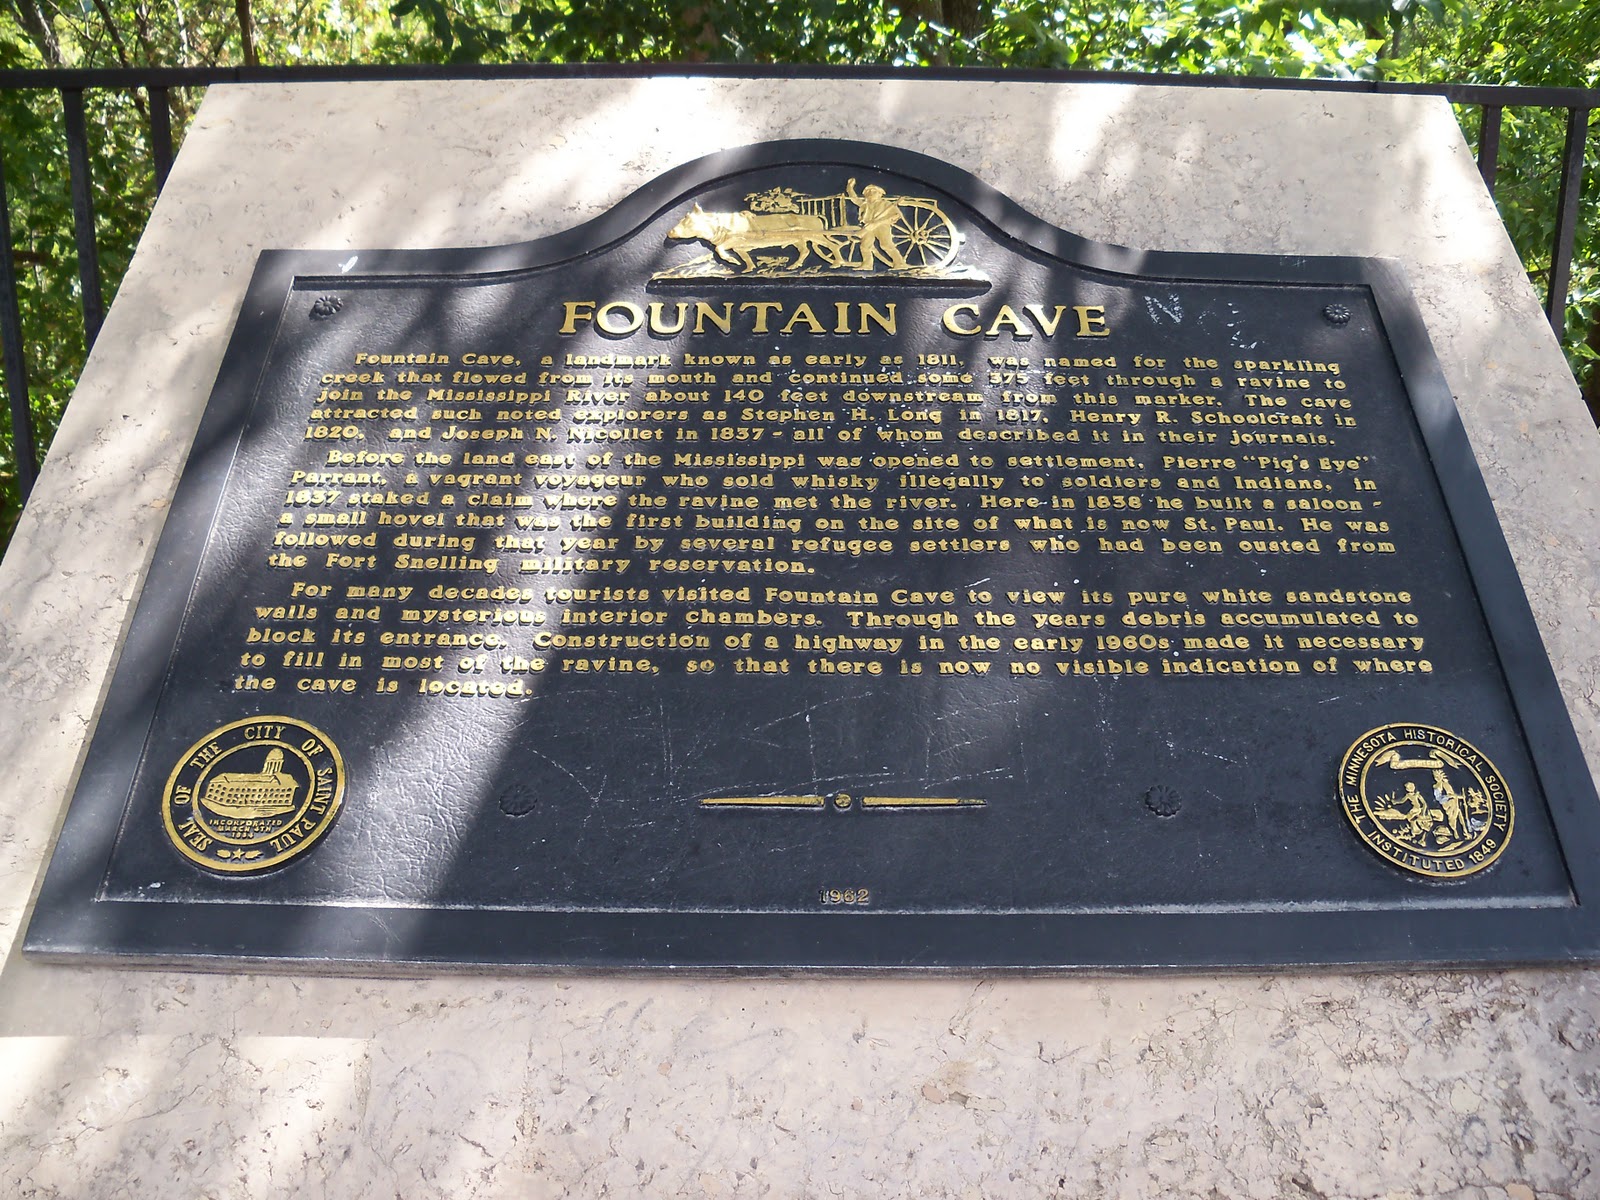 FOUNTAIN CAVE
Fountain Cave, a landmark known as early as 1811, was named for the sparkling
creek that flowed from its mouth and continued some 375 feet through a ravine to
join the Mississippi River about 140 feet downstream from this marker. The cave
attracted such noted explorers as Stephen H. Long in 1817, Henry R. Schoolcraft in
1820, and Joseph N. Nicollet in 1837 - all of whom described it in their journals.
Before the land east of the Mississippi was opened to settlement, Pierre "Pig's Eye"
Parrant, a vagrant voyageur who sold whisky illegally to soldiers and Indians, in
1837 staked a claim where the ravine met the river. Here in 1838 he built a saloon -
a small hovel that was the first building on the site of what is now St. Paul. He was
followed during that year by several refugee settlers who had been ousted from
the Fort Snelling military reservation.
For many decades tourists visited Fountain Cave to view its pure white sandstone
walls and mysterious interior chambers. Through the years debris accumulated to
block its entrance. Construction of a highway in the early 1960s made it necessary
to fill in most of the ravine, so that there is now no visible indication of where
the cave is located.
SEAL OF THE CITY OF SAINT PAUL
INCORPORATED
MARCH 4TH
1854
THE MINNESOTA HISTORICAL SOCIETY
INSTITUTED 1849
1962